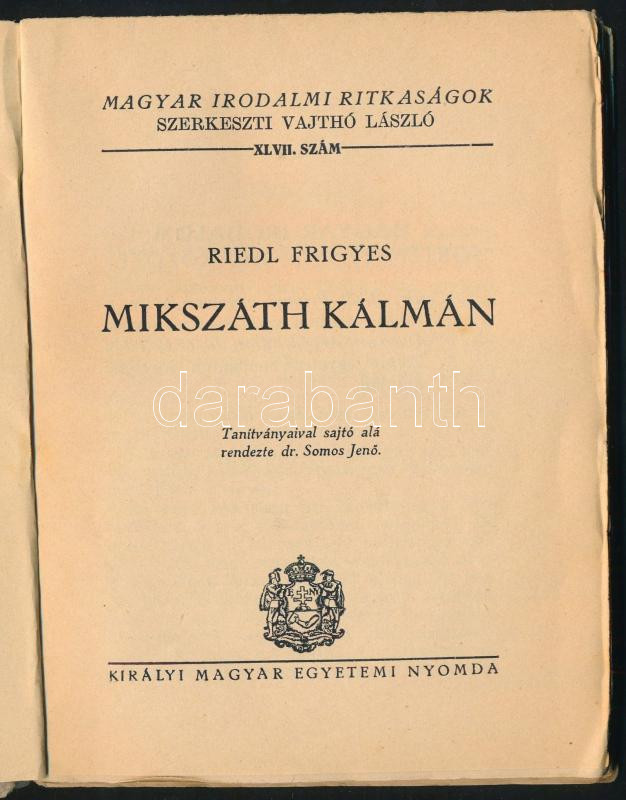 MAGYAR IRODALMI RITKASÁGOK
SZERKESZTI VAJTHÓ LÁSZLÓ
XLVII. SZÁM
RIEDL FRIGYES
MIKSZÁTH KÁLMÁN
darabanth.com
Tanítványaival sajtó alá
rendezte dr. Somos Jenő.
KIRÁLYI MAGYAR EGYETEMI NYOMDA